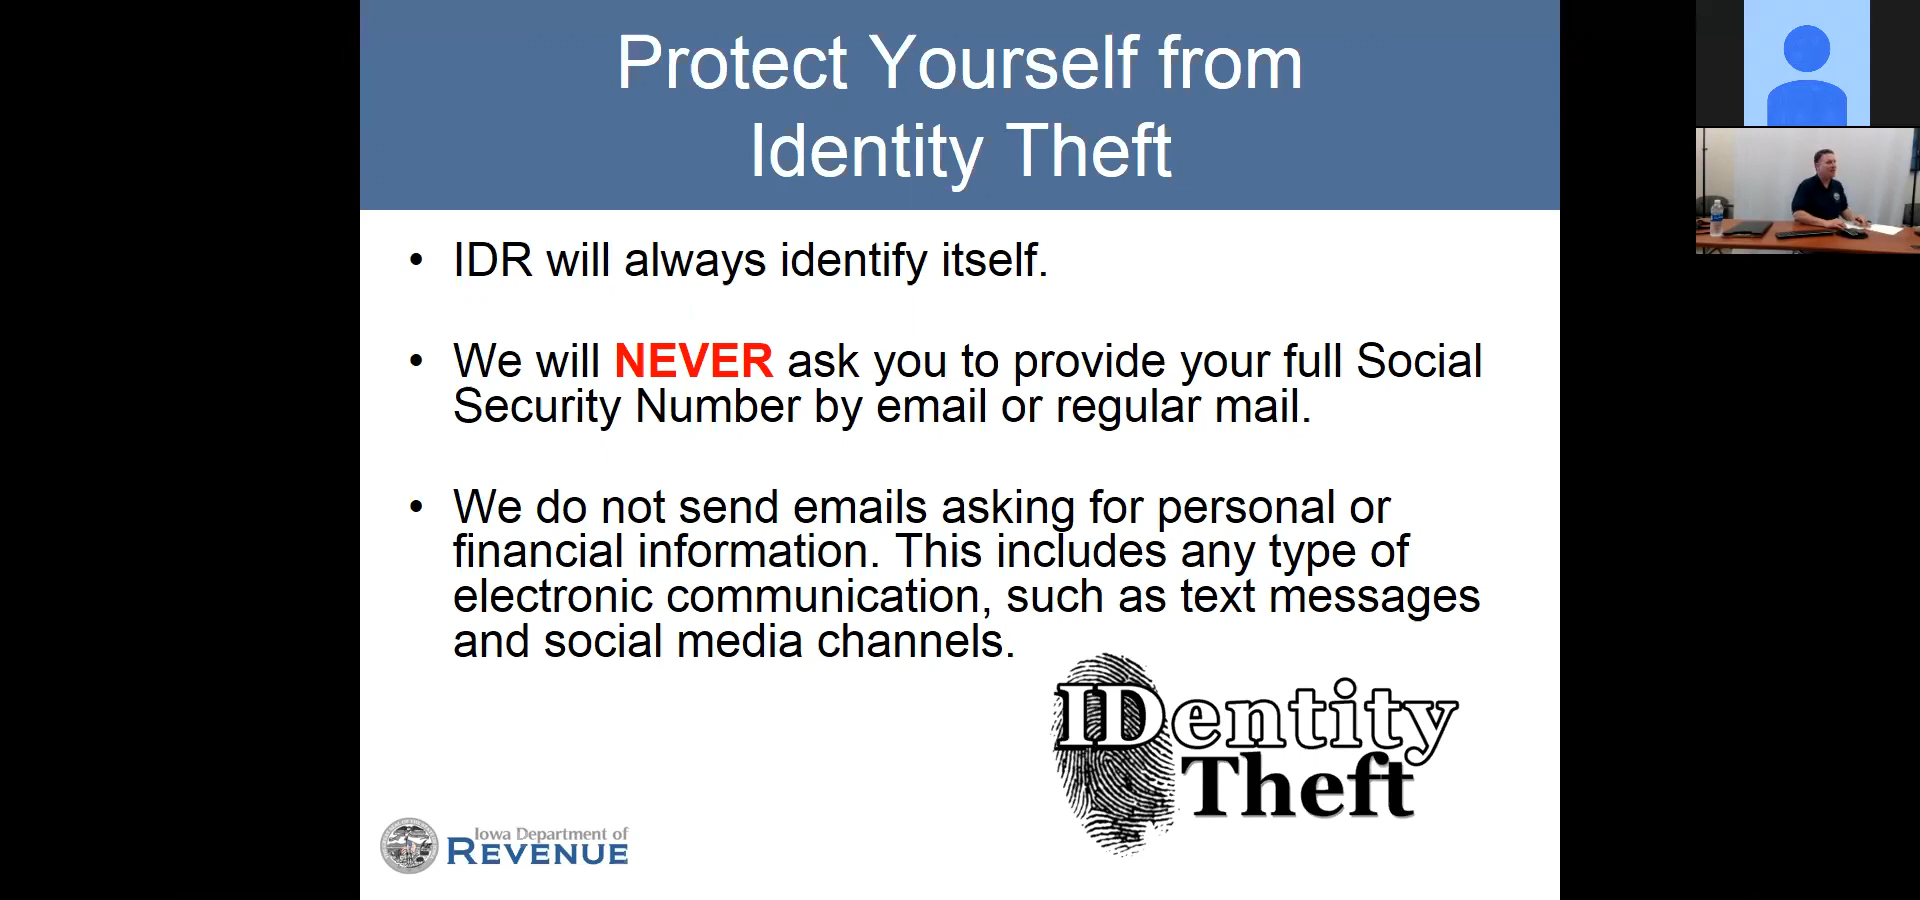 Protect Yourself from
Identity Theft
• IDR will always identify itself.
• We will NEVER ask you to provide your full Social
Security Number by email or regular mail.
• We do not send emails asking for personal or
financial information. This includes any type of
electronic communication, such as text messages
and social media channels.
IDentity
Theft
Iowa Department of
REVENUE